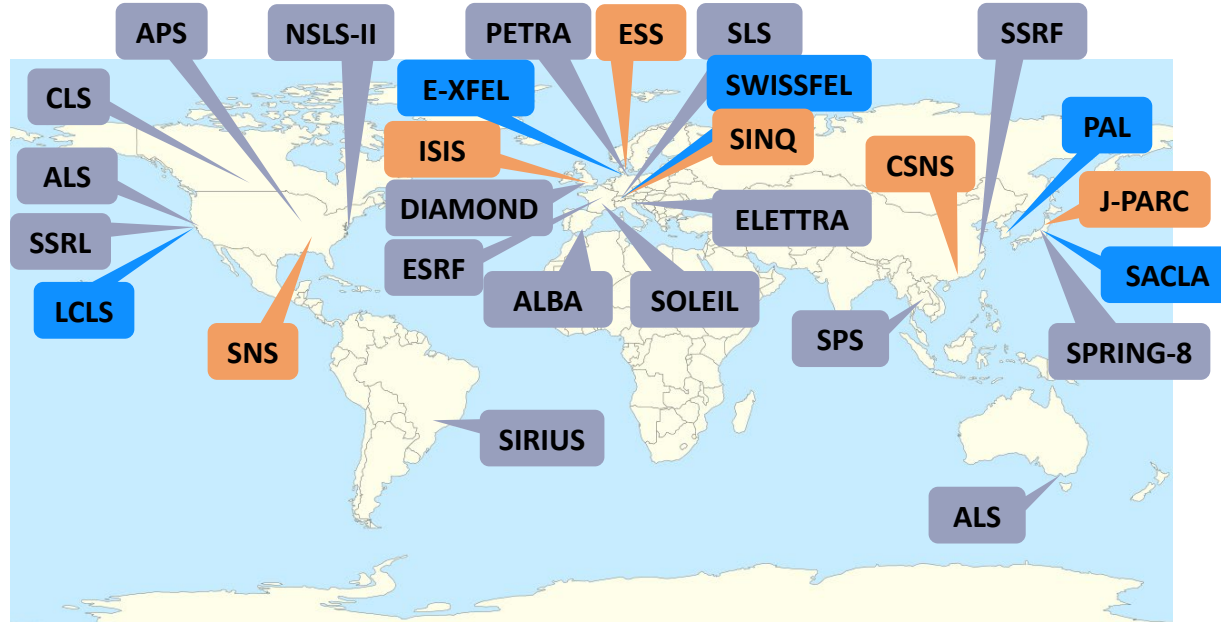 APS
NSLS-II
PETRA
ESS
SLS
SSRF
CLS
E-XFEL
SWISSFEL
PAL
ISIS
SINQ
CSNS
ALS
DIAMOND
ELETTRA
J-PARC
SSRL
ESRF
ALBA
SOLEIL
SACLA
LCLS
SNS
SPS
SPRING-8
SIRIUS
ALS